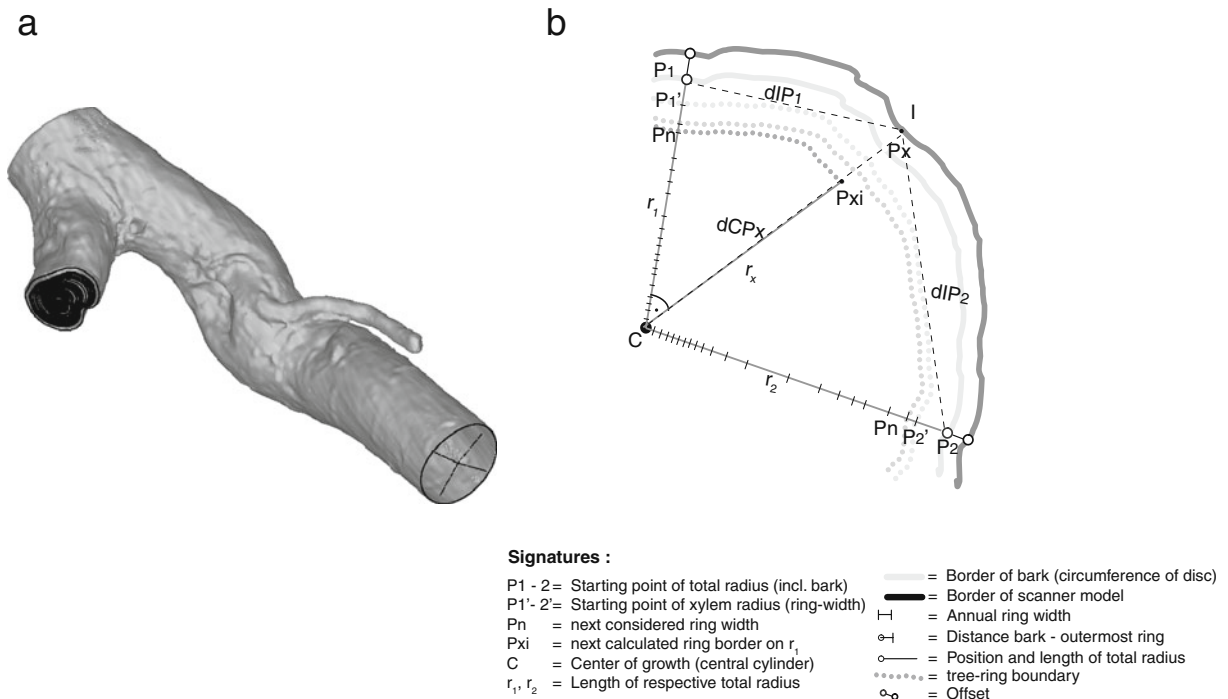 a
b
P1
dIP1
I
P1'
Pn
Px
Pxi
r1
dCPx
rx
dIP2
C
r2
Pn
P2'
P2
Signatures :
P1 - 2 = Starting point of total radius (incl. bark)
P1'- 2' = Starting point of xylem radius (ring-width)
Pn = next considered ring width
Pxi = next calculated ring border on r1
C = Center of growth (central cylinder)
r1, r2 = Length of respective total radius
= Border of bark (circumference of disc)
= Border of scanner model
= Annual ring width
= Distance bark - outermost ring
= Position and length of total radius
= tree-ring boundary
= Offset